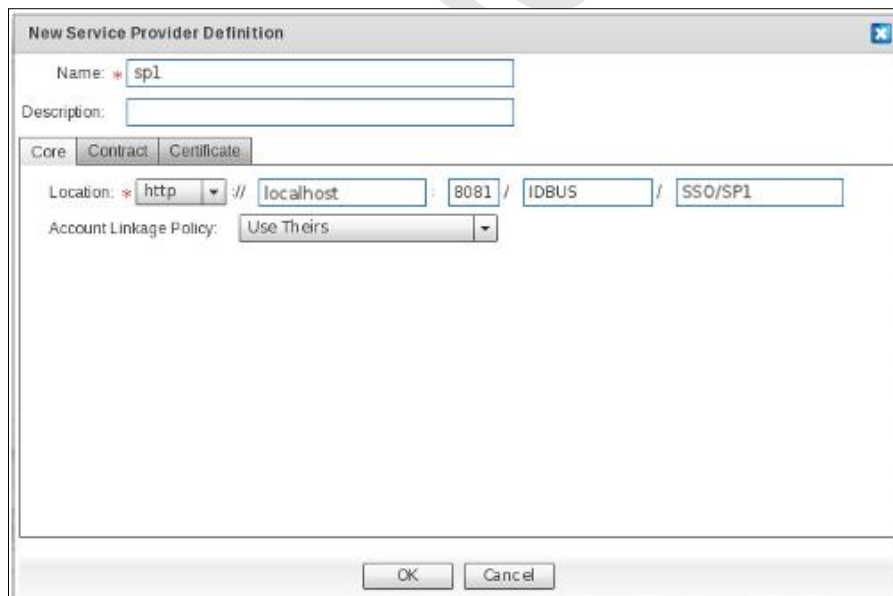 New Service Provider Definition
Name: * sp1
Description:
Core Contract Certificate
Location: * http :// localhost : 8081 / IDBUS / SSO/SP1
Account Linkage Policy: Use Theirs
OK Cancel